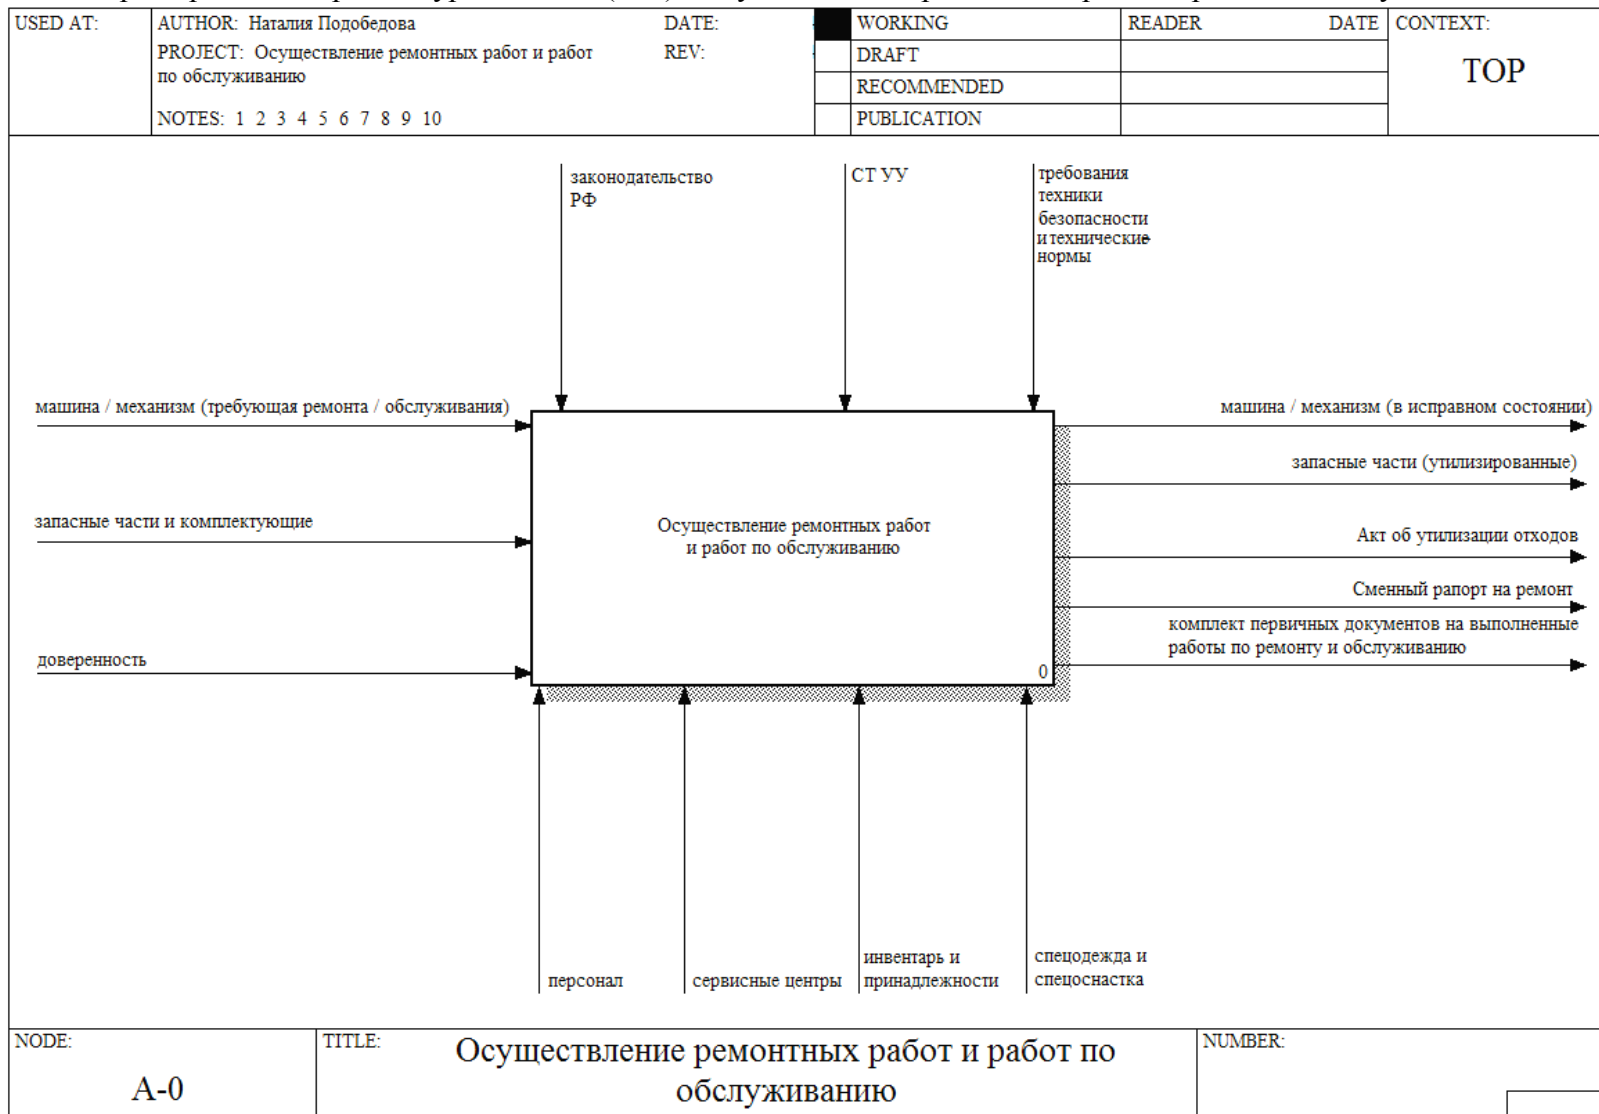 USED AT:
AUTHOR: Наталия Подобедова
DATE:
PROJECT: Осуществление ремонтных работ и работ
по обслуживанию
REV:
NOTES: 1 2 3 4 5 6 7 8 9 10
WORKING
DRAFT
RECOMMENDED
PUBLICATION
READER
DATE
CONTEXT:
TOP
законодательство
РФ
СТ УУ
требования
техники
безопасности
и технические
нормы
машина / механизм (требующая ремонта / обслуживания)
запасные части и комплектующие
доверенность
Осуществление ремонтных работ
и работ по обслуживанию
0
машина / механизм (в исправном состоянии)
запасные части (утилизированные)
Акт об утилизации отходов
Сменный рапорт на ремонт
комплект первичных документов на выполненные
работы по ремонту и обслуживанию
персонал
сервисные центры
инвентарь и
принадлежности
спецодежда и
спецоснастка
NODE:
A-0
TITLE:
Осуществление ремонтных работ и работ по
обслуживанию
NUMBER: